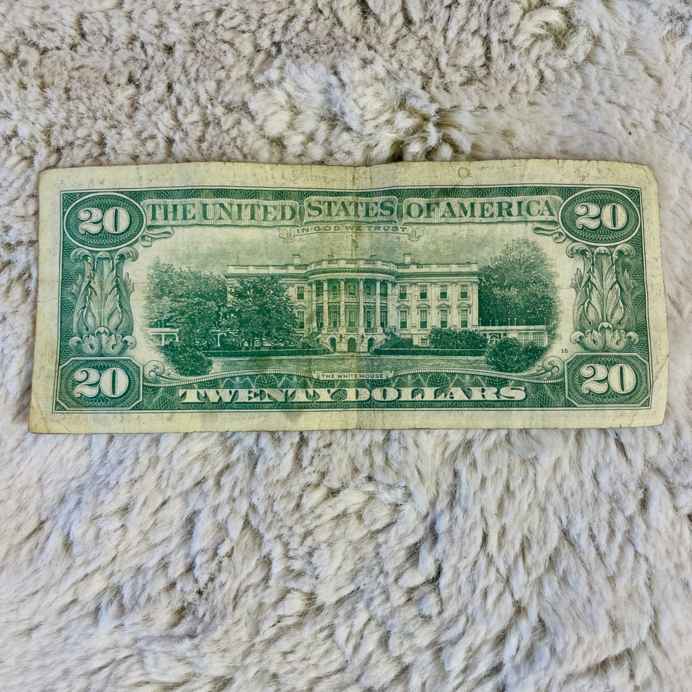 20 THE UNITED STATES OF AMERICA 20
IN GOD WE TRUST
THE WHITE HOUSE
20 TWENTY DOLLARS 20